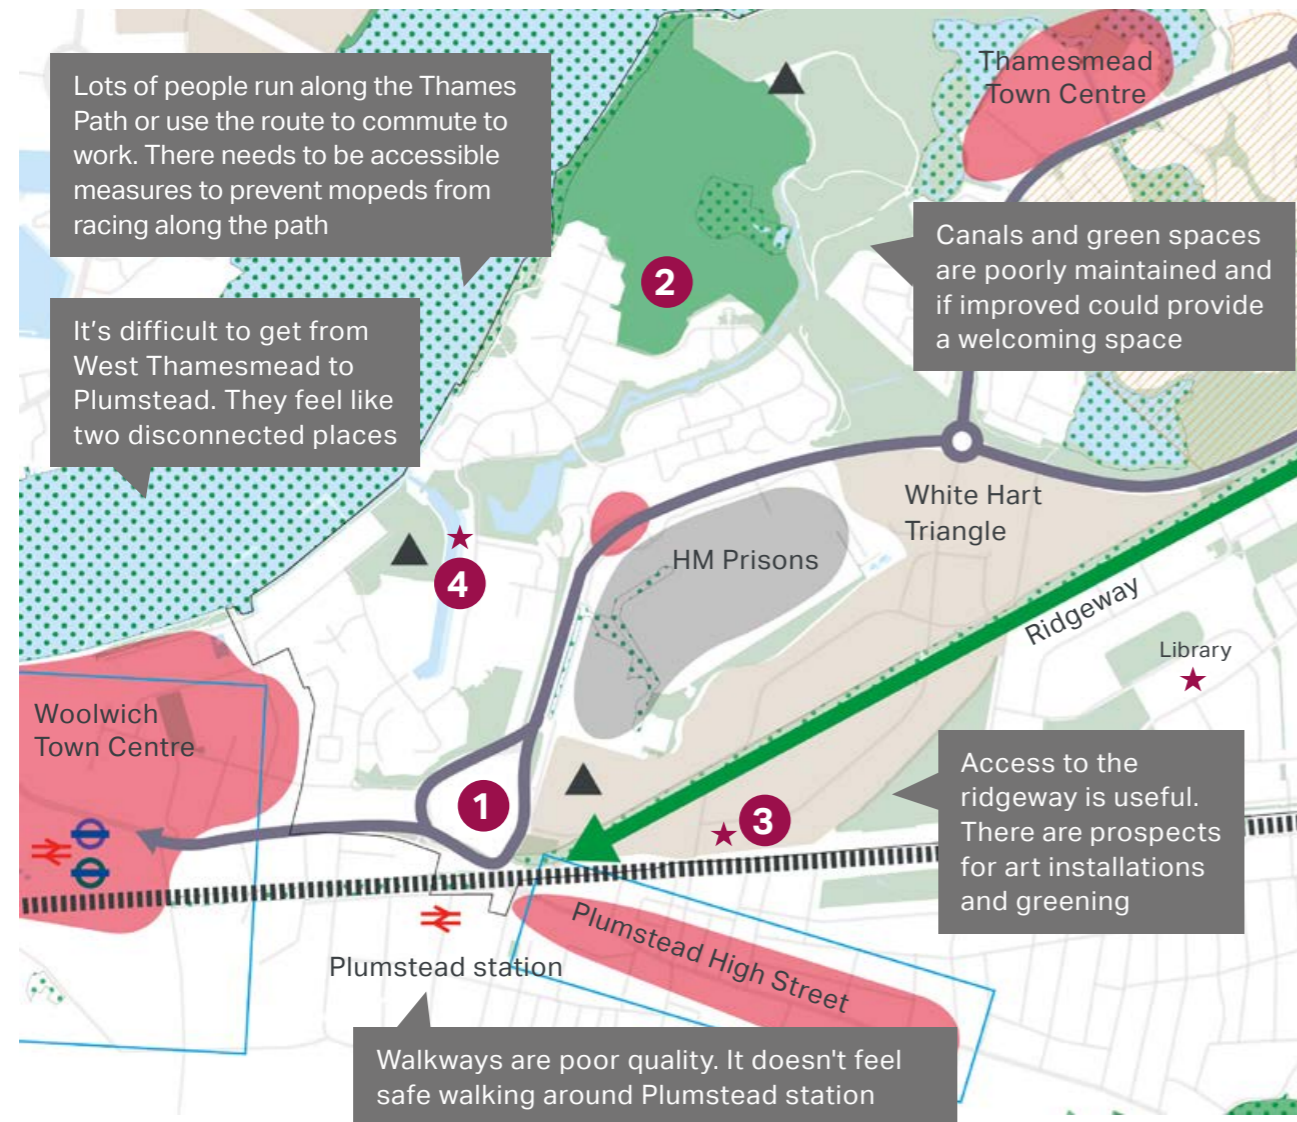 Lots of people run along the Thames
Path or use the route to commute to
work. There needs to be accessible
measures to prevent mopeds from
racing along the path
Thamesmead
Town Centre
2
Canals and green spaces
are poorly maintained and
if improved could provide
a welcoming space
It's difficult to get from
West Thamesmead to
Plumstead. They feel like
two disconnected places
White Hart
Triangle
HM Prisons
4
Ridgeway
Library
Woolwich
Town Centre
1
3
Access to the
ridgeway is useful.
There are prospects
for art installations
and greening
Plumstead High Street
Plumstead station
Walkways are poor quality. It doesn't feel
safe walking around Plumstead station